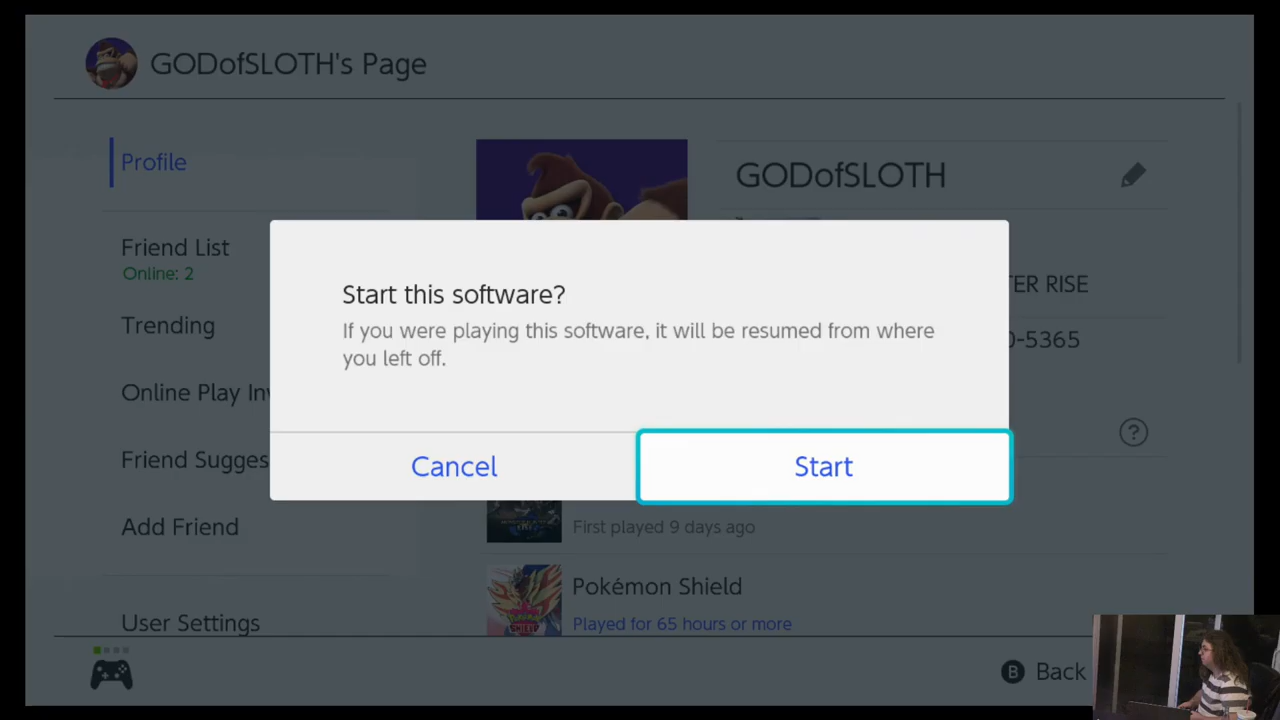 GODofSLOTH's Page
Profile
GODofSLOTH
Friend List
Online: 2
TER RISE
Trending
0-5365
Start this software?
If you were playing this software, it will be resumed from where
you left off.
Online Play Inv
Cancel
Start
Friend Sugges
?
Add Friend
First played 9 days ago
Pokémon Shield
User Settings
Played for 65 hours or more
B Back